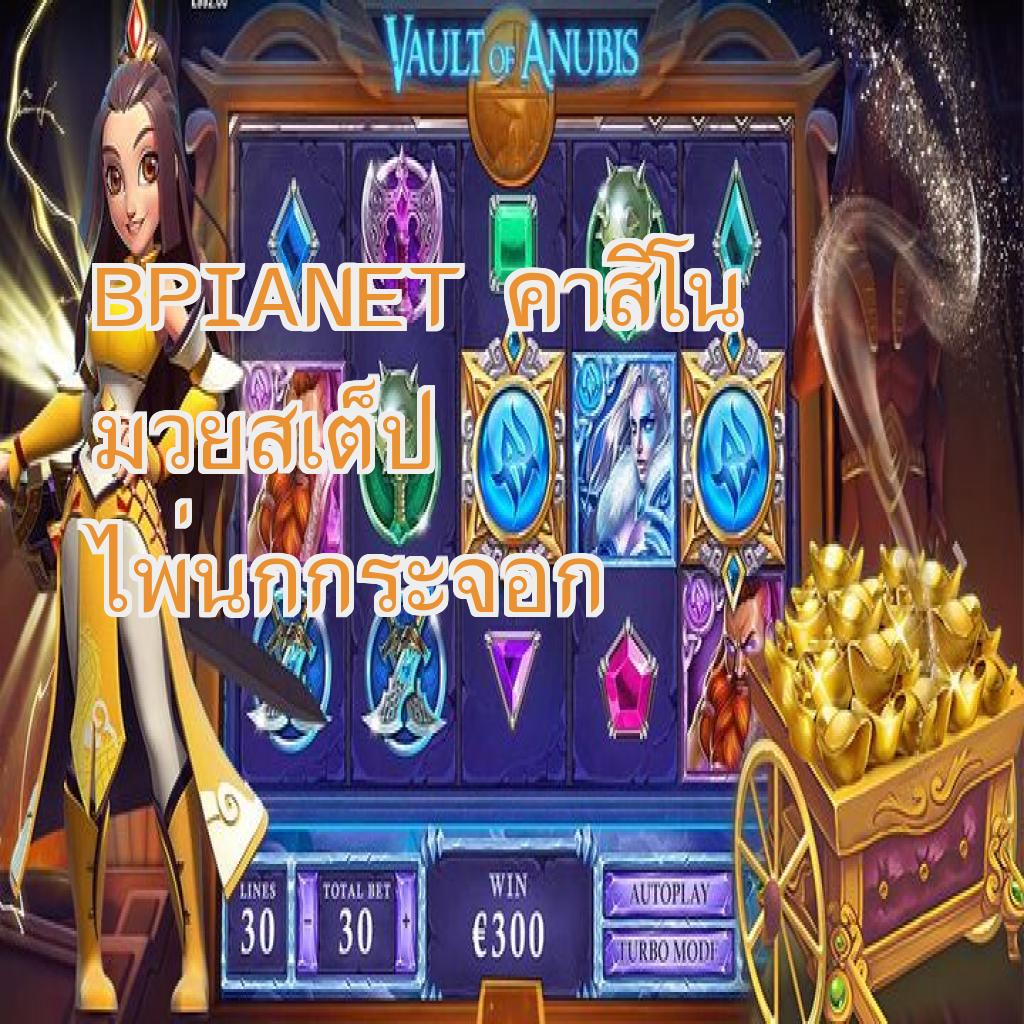 VAULT OF ANUBIS
BPIANET คาสิโน
มวยสเต็ป
ไพ่นกกระจอก
LINES
30
TOTAL BET
- 30 +
WIN
€300
AUTOPLAY
TURBO MODE